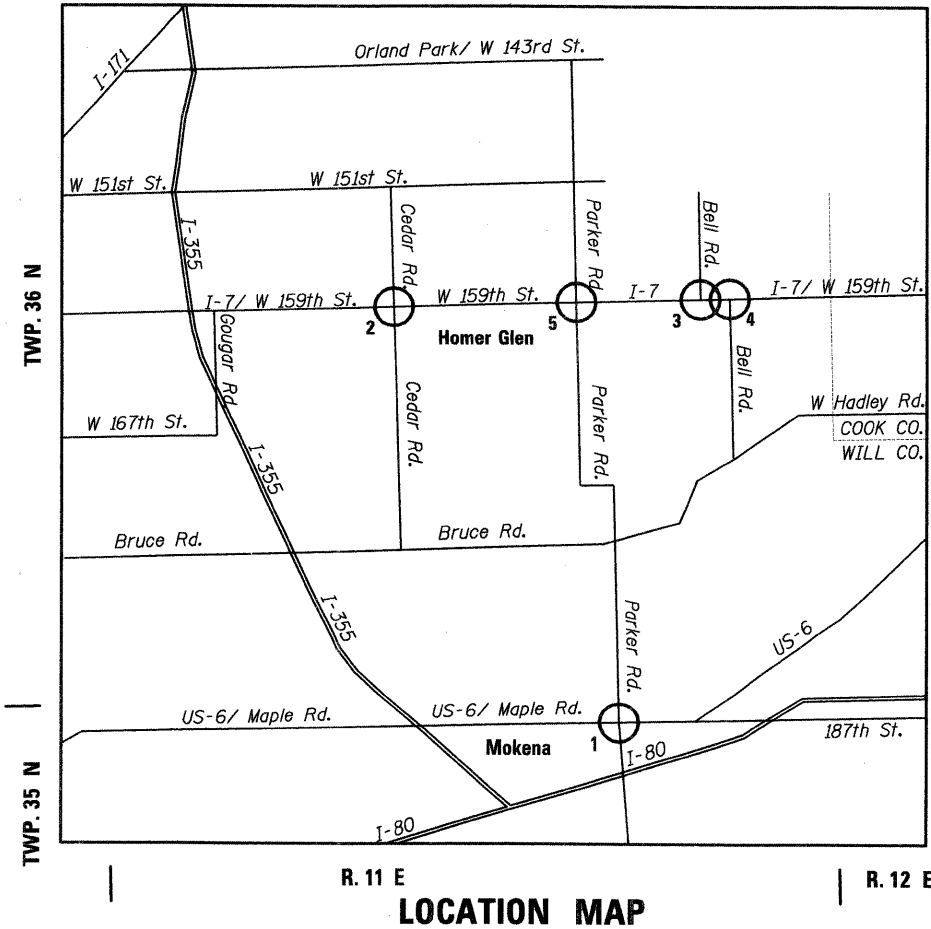 Orland Park/ W 143rd St.
I-171
W 151st St.
W 151st St.
Cedar Rd.
Parker Rd.
Bell Rd.
I-355
TWP. 36 N
I-7/ W 159th St.
W 159th St.
I-7
I-7/ W 159th St.
2
5
3
4
Homer Glen
Gougar Rd.
Cedar Rd.
Parker Rd.
Bell Rd.
W Hadley Rd.
W 167th St.
COOK CO.
WILL CO.
I-355
Bruce Rd.
Bruce Rd.
I-355
Parker Rd.
US-6
US-6/ Maple Rd.
US-6/ Maple Rd.
187th St.
Mokena
1
I-80
TWP. 35 N
I-80
R. 11 E
R. 12 E
LOCATION MAP